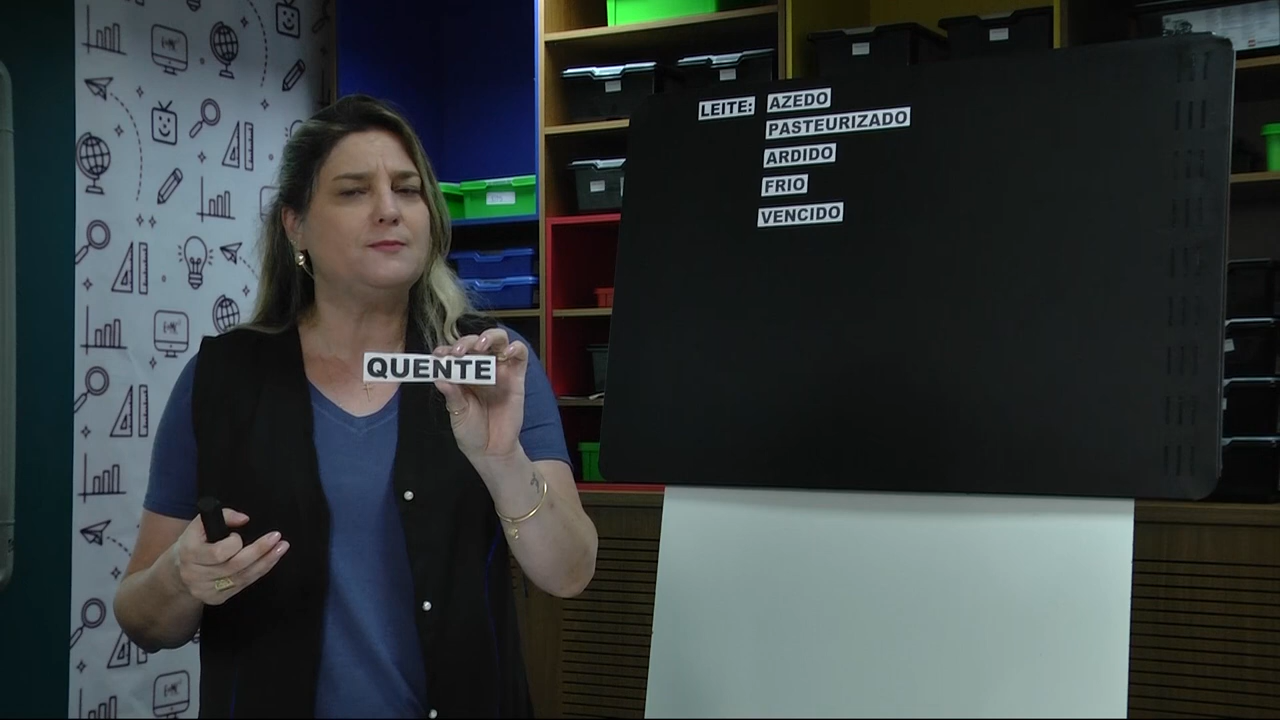 LEITE: AZEDO
PASTEURIZADO
ARDIDO
FRIO
VENCIDO
QUENTE